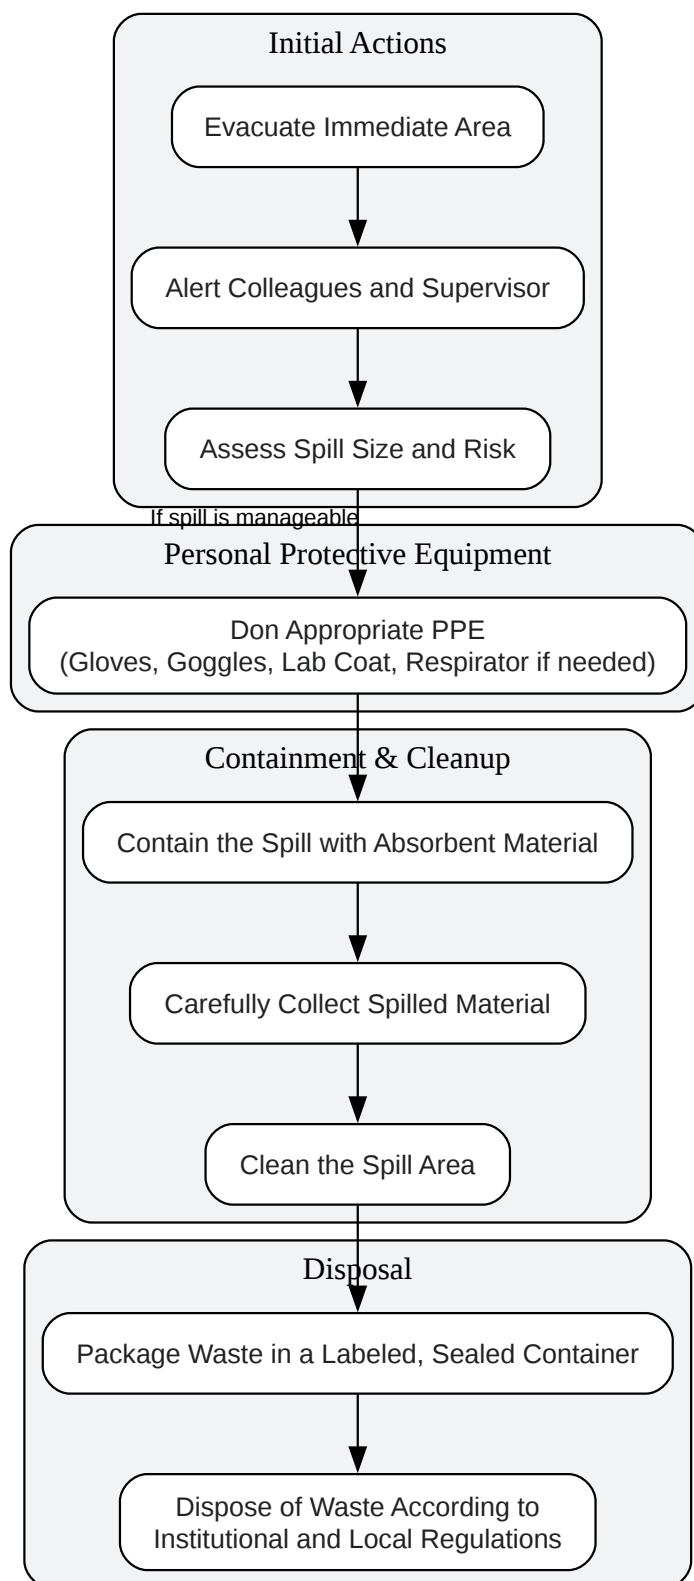 Initial Actions
Evacuate Immediate Area
Alert Colleagues and Supervisor
Assess Spill Size and Risk
If spill is manageable
Personal Protective Equipment
Don Appropriate PPE
(Gloves, Goggles, Lab Coat, Respirator if needed)
Containment & Cleanup
Contain the Spill with Absorbent Material
Carefully Collect Spilled Material
Clean the Spill Area
Disposal
Package Waste in a Labeled, Sealed Container
Dispose of Waste According to
Institutional and Local Regulations